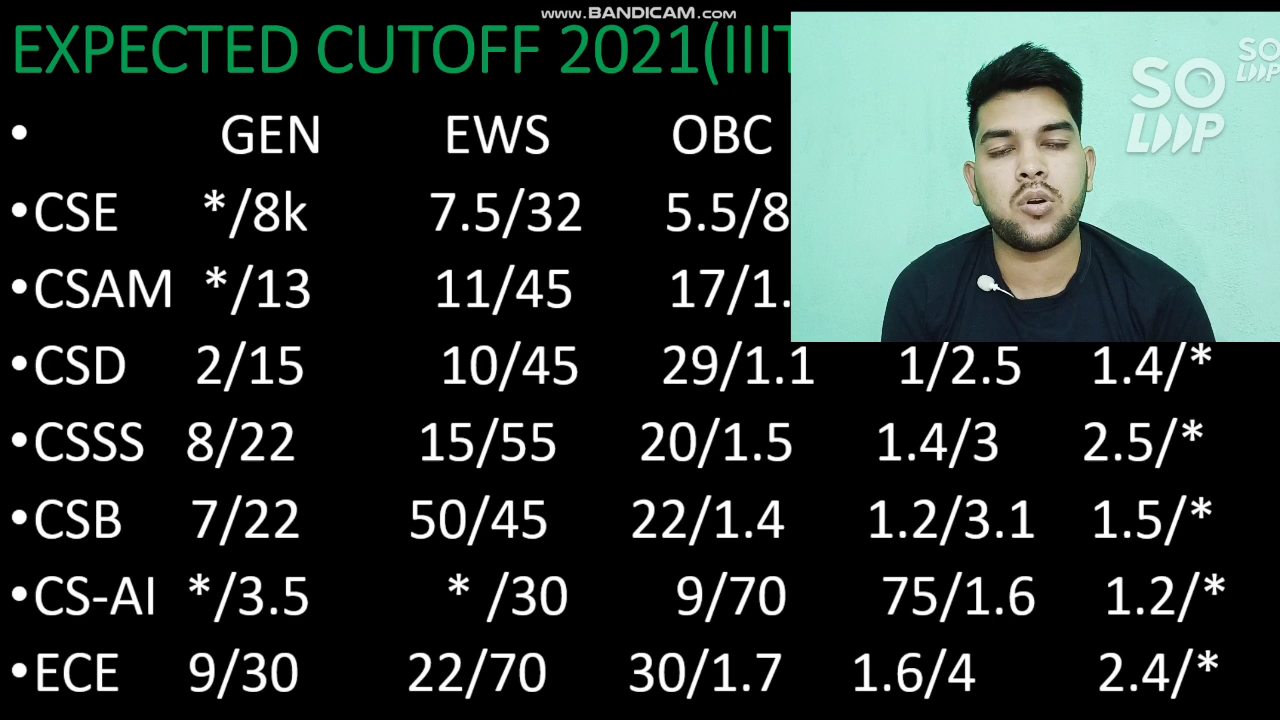 www.BANDICAM.com
EXPECTED CUTOFF 2021(IIIT
SO
LOOP
SO
LOOP
• GEN EWS OBC
•CSE */8k 7.5/32 5.5/8
•CSAM */13 11/45 17/1.
•CSD 2/15 10/45 29/1.1 1/2.5 1.4/*
•CSSS 8/22 15/55 20/1.5 1.4/3 2.5/*
•CSB 7/22 50/45 22/1.4 1.2/3.1 1.5/*
•CS-AI */3.5 * /30 9/70 75/1.6 1.2/*
•ECE 9/30 22/70 30/1.7 1.6/4 2.4/*